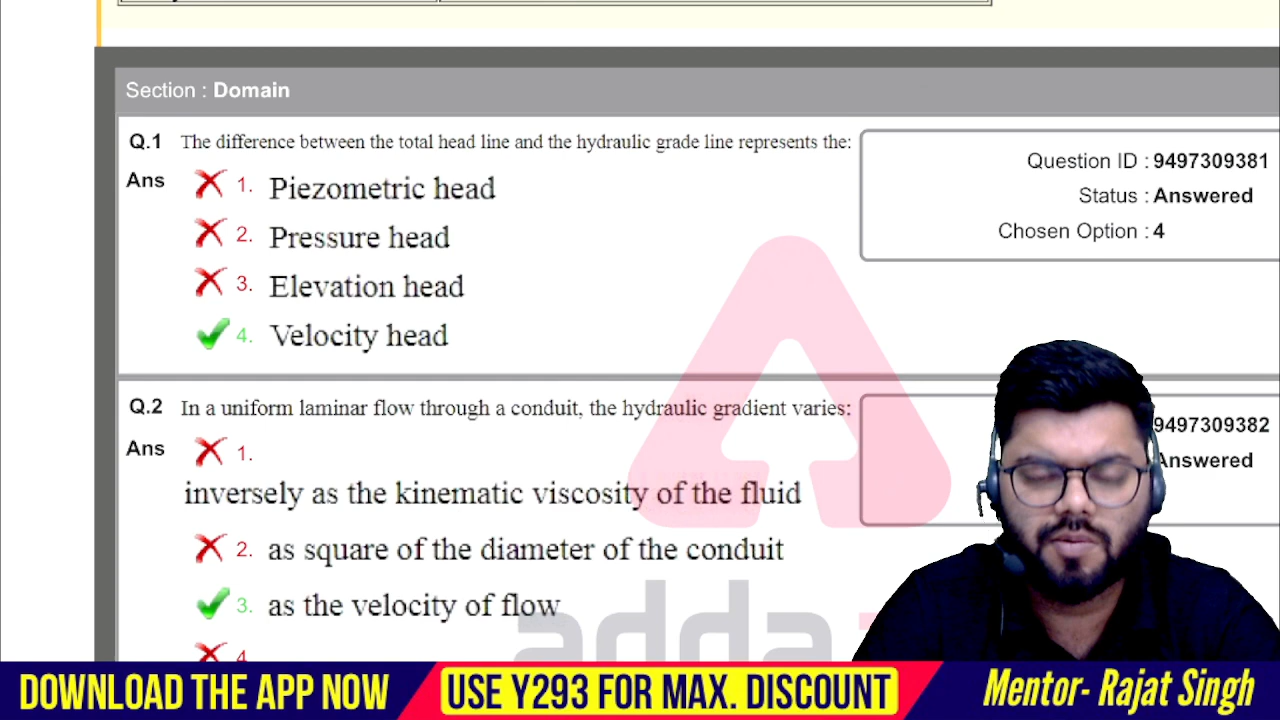 Section : Domain
Q.1 The difference between the total head line and the hydraulic grade line represents the:
Ans 1. Piezometric head
2. Pressure head
3. Elevation head
4. Velocity head
Question ID : 9497309381
Status : Answered
Chosen Option : 4
Q.2 In a uniform laminar flow through a conduit, the hydraulic gradient varies:
Ans 1.
inversely as the kinematic viscosity of the fluid
2. as square of the diameter of the conduit
3. as the velocity of flow
4.
9497309382
Answered
adda
DOWNLOAD THE APP NOW
USE Y293 FOR MAX. DISCOUNT
Mentor- Rajat Singh